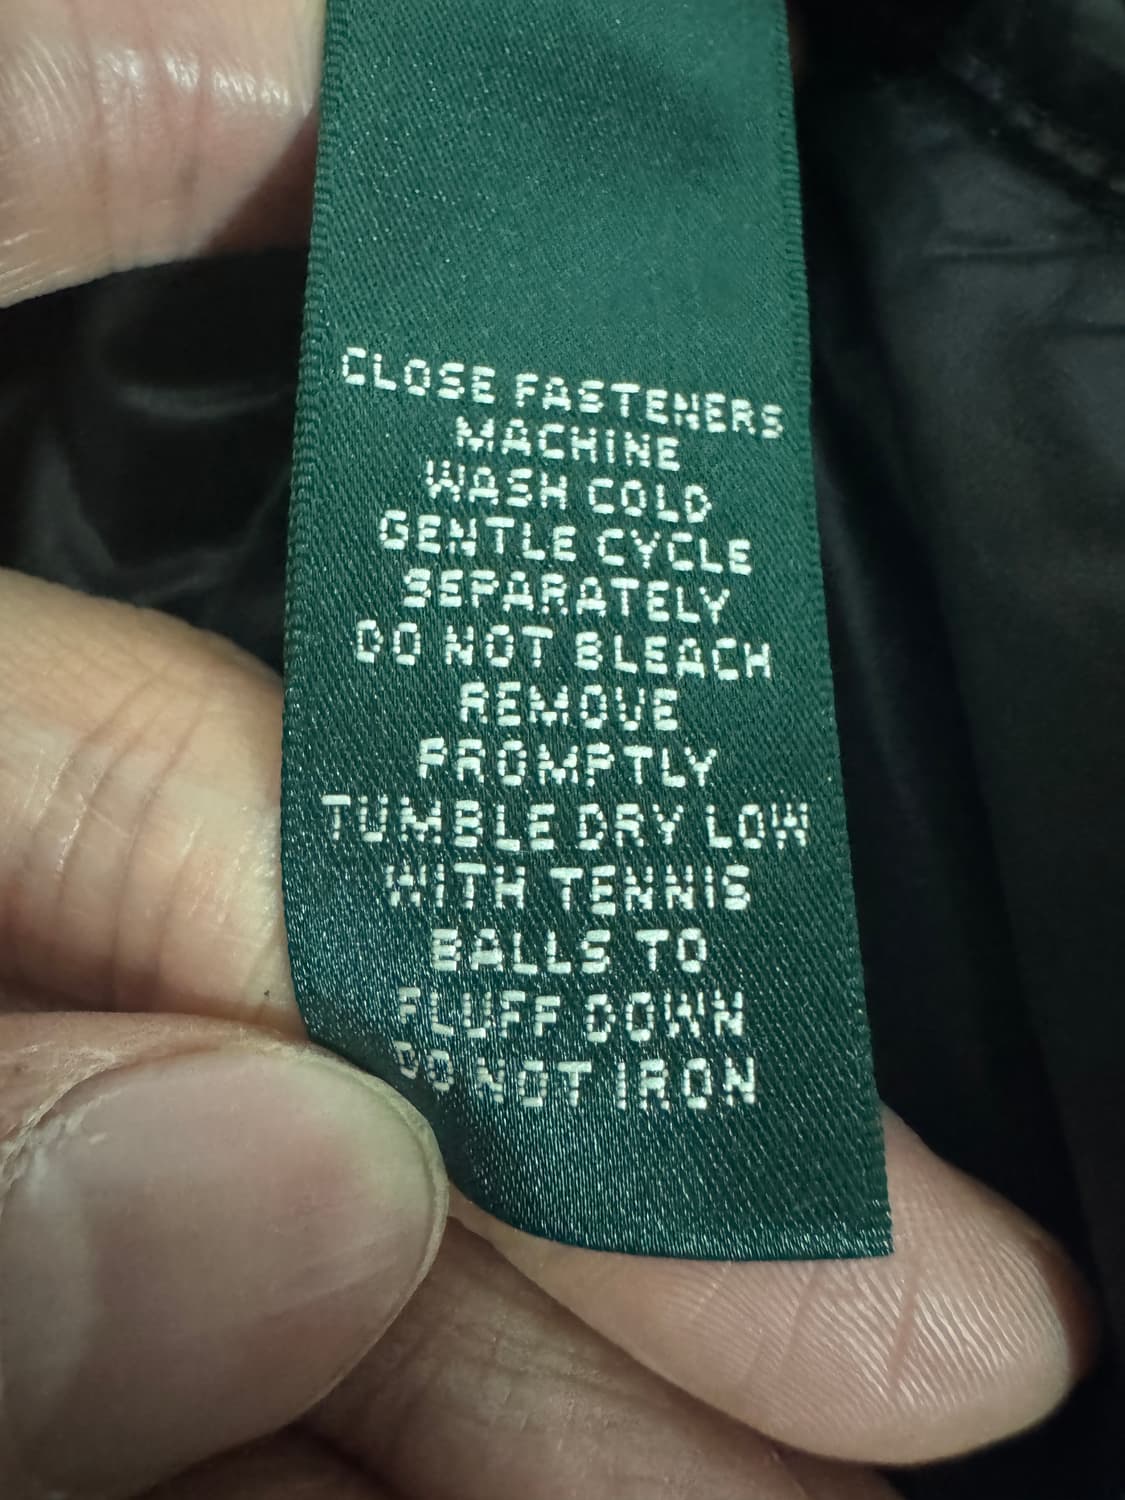 CLOSE FASTENERS
MACHINE
WASH COLD
GENTLE CYCLE
SEPARATELY
DO NOT BLEACH
REMOVE
PROMPTLY
TUMBLE DRY LOW
WITH TENNIS
BALLS TO
FLUFF DOWN
DO NOT IRON